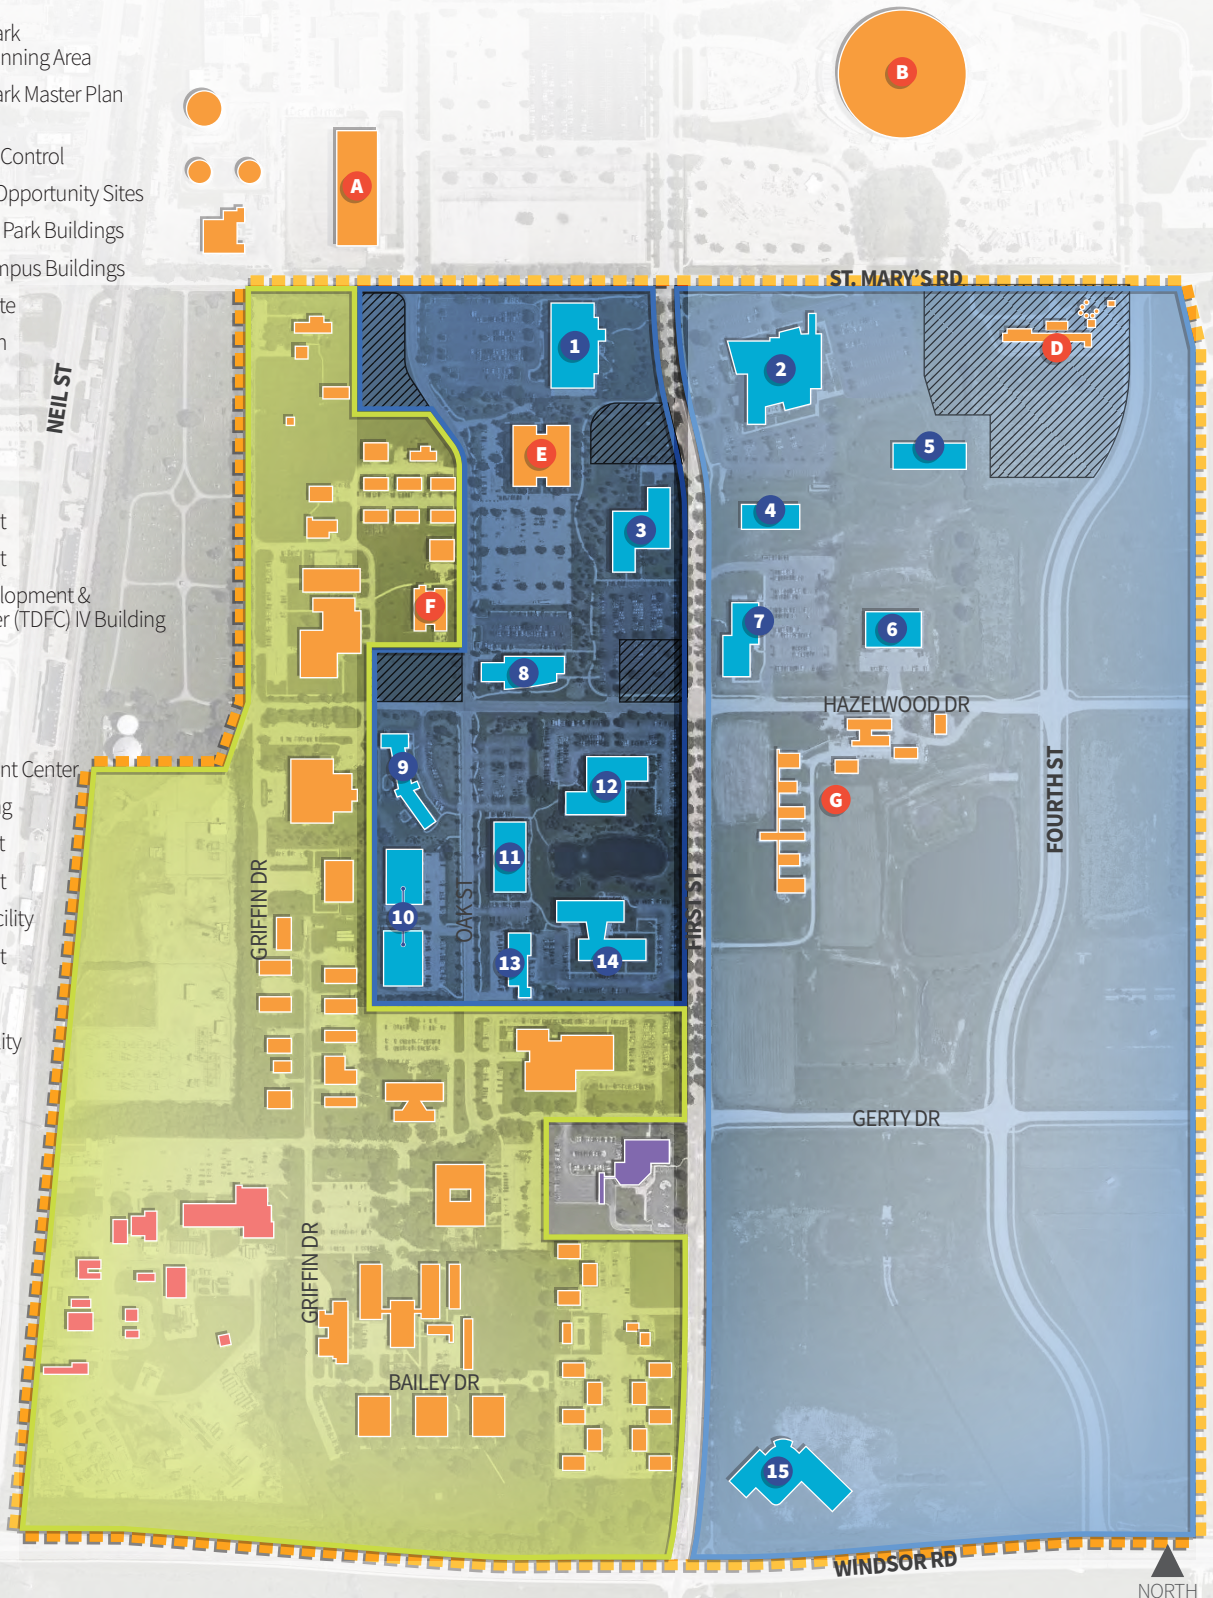 ark
nning Area
ark Master Plan
Control
Opportunity Sites
Park Buildings
mpus Buildings
te
n
t
t
lopment &
er (TDFC) IV Building
nt Center
ng
t
t
cility
t
lity
NEIL ST
A
B
ST. MARY'S RD
1
2
D
E
5
3
4
F
7
6
8
HAZELWOOD DR
9
12
G
FOURTH ST
11
GRIFFIN DR
OAK ST
FIRST ST
10
13
14
GERTY DR
GRIFFIN DR
BAILEY DR
15
WINDSOR RD
NORTH